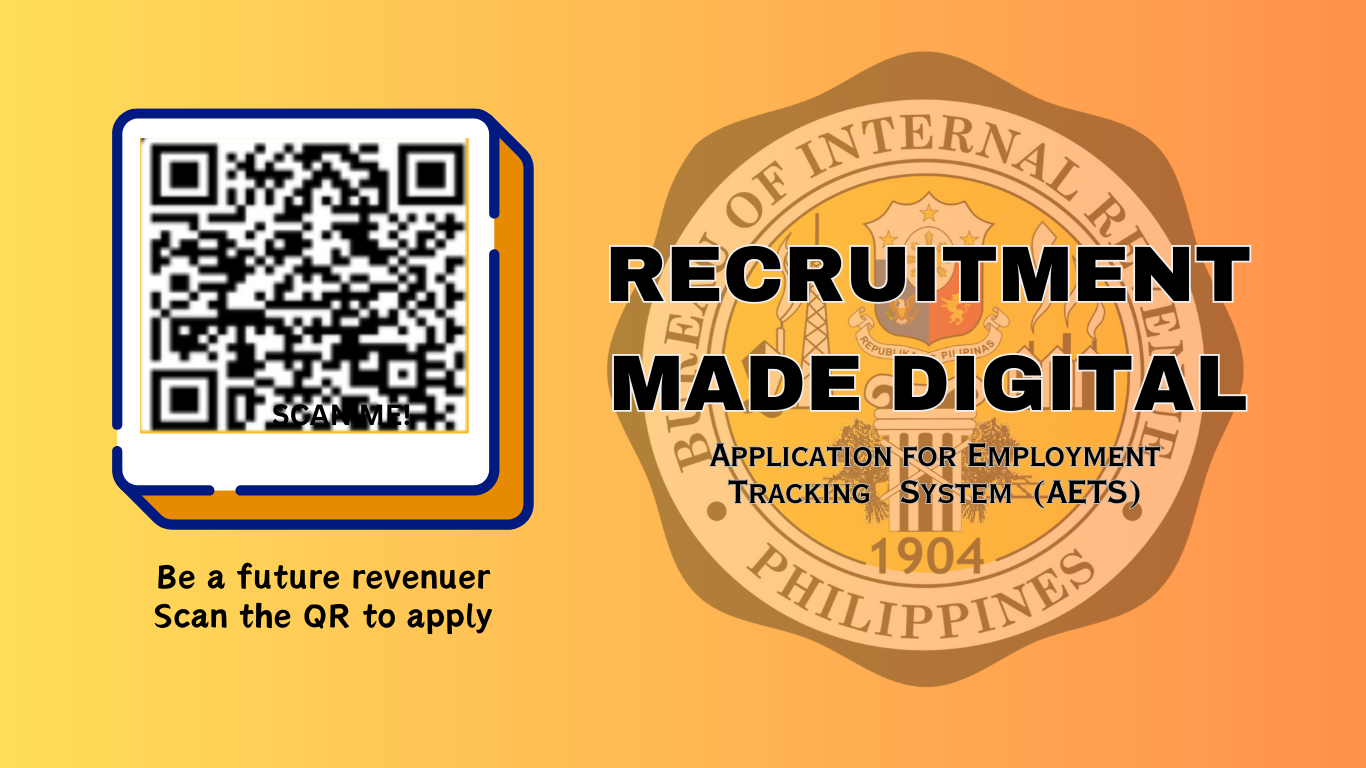 SCAN ME!
Be a future revenuer
Scan the QR to apply
BUREAU OF INTERNAL REVENUE
REPUBLIKA NG PILIPINAS
RECRUITMENT
MADE DIGITAL
Application for Employment
Tracking System (AETS)
1904
PHILIPPINES